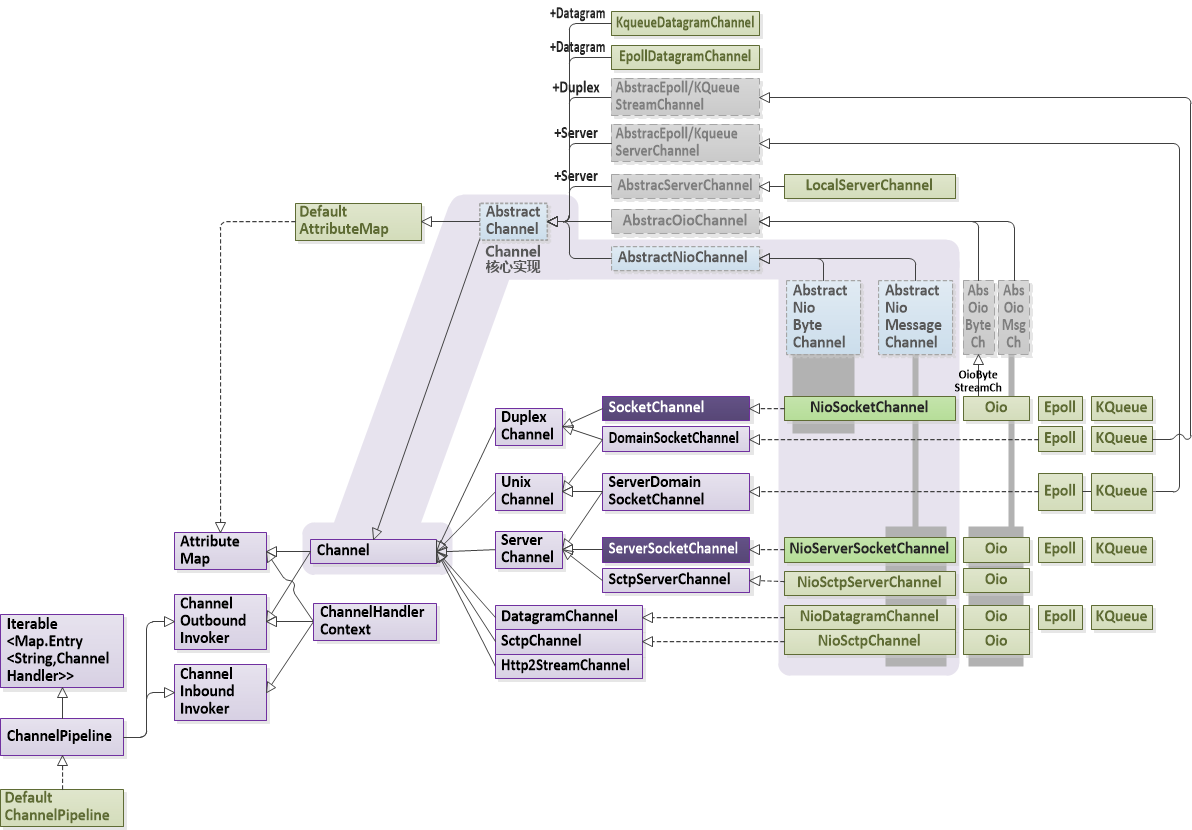 +Datagram
KqueueDatagramChannel
+Datagram
EpollDatagramChannel
+Duplex
AbstracEpoll/KQueue
StreamChannel
+Server
AbstracEpoll/Kqueue
ServerChannel
+Server
AbstracServerChannel
LocalServerChannel
Default
AttributeMap
Abstract
Channel
AbstracOioChannel
Channel
核心实现
AbstractNioChannel
Abstract
Nio
Byte
Channel
Abstract
Nio
Message
Channel
Abs
Oio
Byte
Ch
Abs
Oio
Msg
Ch
OioByte
StreamCh
Duplex
Channel
SocketChannel
NioSocketChannel
Oio
Epoll
KQueue
DomainSocketChannel
Epoll
KQueue
Unix
Channel
ServerDomain
SocketChannel
Epoll
KQueue
Attribute
Map
Channel
Server
Channel
ServerSocketChannel
NioServerSocketChannel
Oio
Epoll
KQueue
SctpServerChannel
NioSctpServerChannel
Oio
Channel
Outbound
Invoker
ChannelHandler
Context
DatagramChannel
NioDatagramChannel
Oio
Epoll
KQueue
SctpChannel
NioSctpChannel
Oio
Http2StreamChannel
Iterable
<Map.Entry
<String,Channel
Handler>>
Channel
Inbound
Invoker
ChannelPipeline
Default
ChannelPipeline